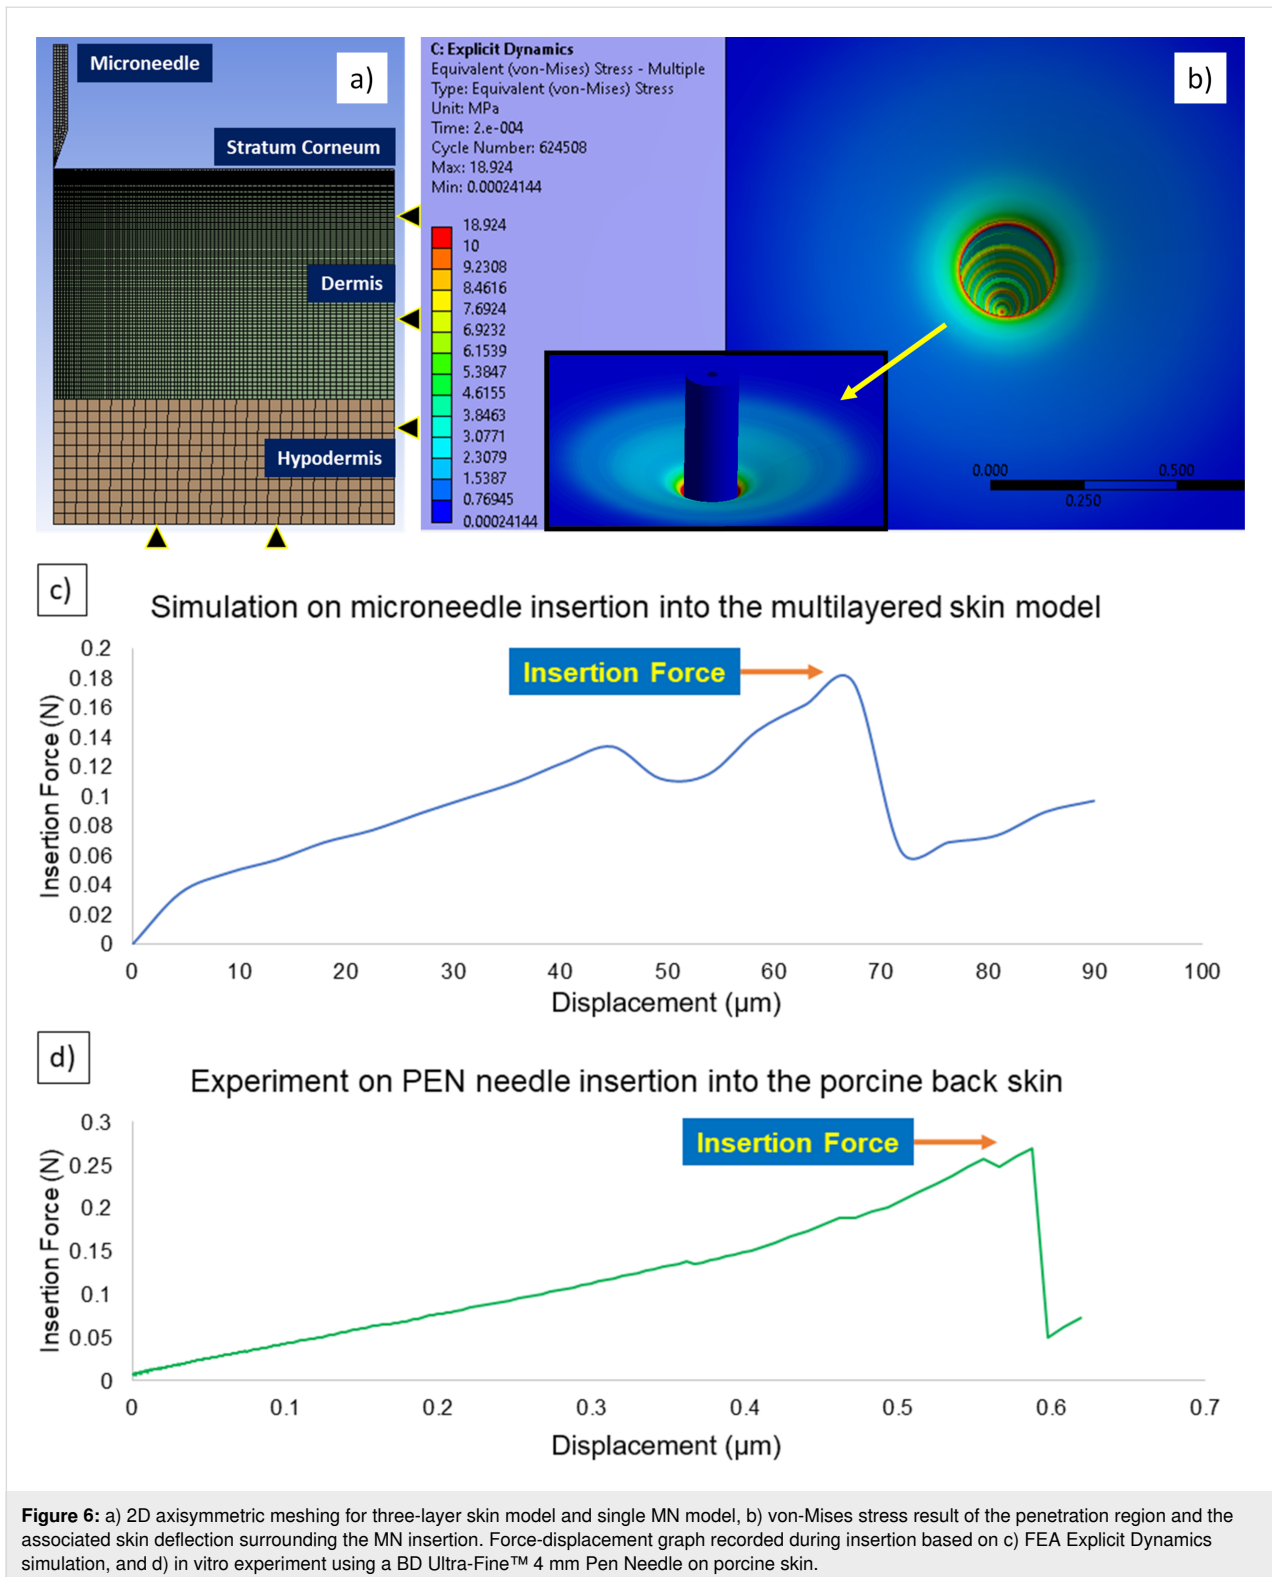 Microneedle
a)
Stratum Corneum
Dermis
Hypodermis
C: Explicit Dynamics
Equivalent (von-Mises) Stress - Multiple
Type: Equivalent (von-Mises) Stress
Unit: MPa
Time: 2.e-004
Cycle Number: 624508
Max: 18.924
Min: 0.00024144
18.924
10
9.2308
8.4616
7.6924
6.9232
6.1539
5.3847
4.6155
3.8463
3.0771
2.3079
1.5387
0.76945
0.00024144
b)
0.000
0.500
0.250
c)
Simulation on microneedle insertion into the multilayered skin model
Insertion Force
Insertion Force (N)
0.2
0.18
0.16
0.14
0.12
0.1
0.08
0.06
0.04
0.02
0
0 10 20 30 40 50 60 70 80 90 100
Displacement (µm)
d)
Experiment on PEN needle insertion into the porcine back skin
Insertion Force
Insertion Force (N)
0.3
0.25
0.2
0.15
0.1
0.05
0
0 0.1 0.2 0.3 0.4 0.5 0.6 0.7
Displacement (µm)
Figure 6: a) 2D axisymmetric meshing for three-layer skin model and single MN model, b) von-Mises stress result of the penetration region and the
associated skin deflection surrounding the MN insertion. Force-displacement graph recorded during insertion based on c) FEA Explicit Dynamics
simulation, and d) in vitro experiment using a BD Ultra-Fine™ 4 mm Pen Needle on porcine skin.